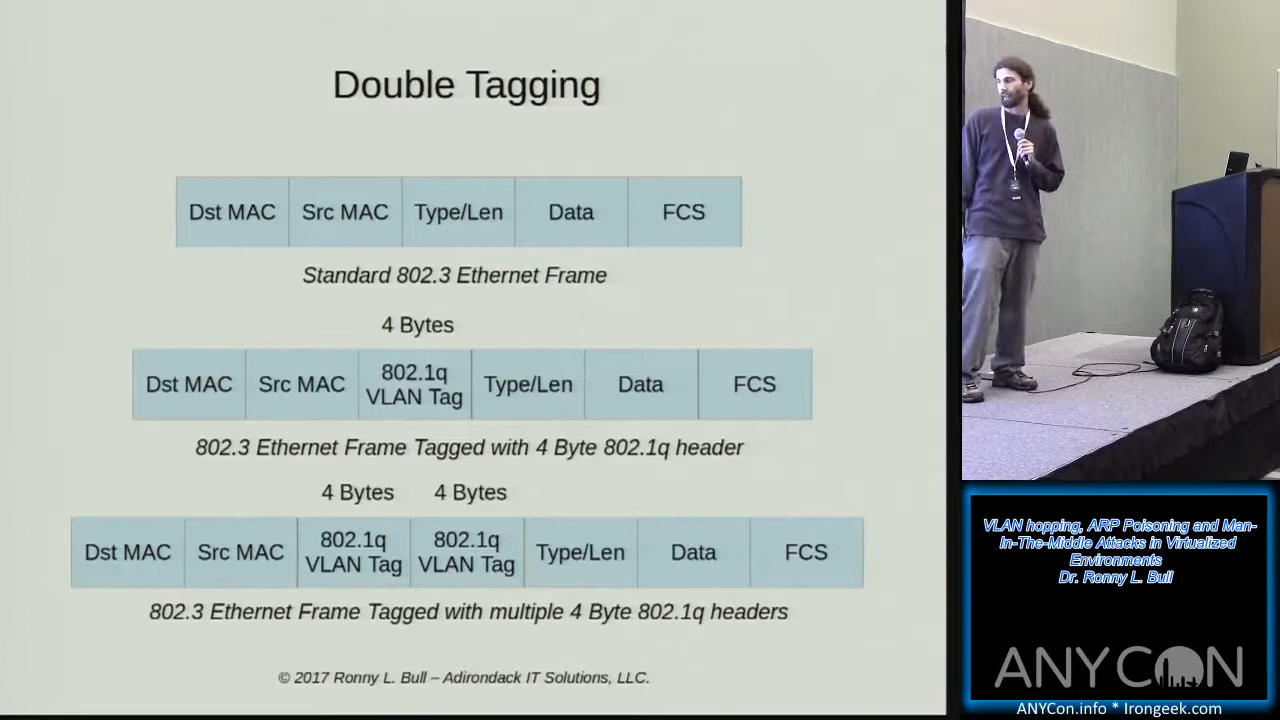 Double Tagging
Dst MAC Src MAC Type/Len Data FCS
Standard 802.3 Ethernet Frame
4 Bytes
Dst MAC Src MAC 802.1q VLAN Tag Type/Len Data FCS
802.3 Ethernet Frame Tagged with 4 Byte 802.1q header
4 Bytes 4 Bytes
Dst MAC Src MAC 802.1q VLAN Tag 802.1q VLAN Tag Type/Len Data FCS
802.3 Ethernet Frame Tagged with multiple 4 Byte 802.1q headers
© 2017 Ronny L. Bull – Adirondack IT Solutions, LLC.
VLAN hopping, ARP Poisoning and Man-
In-The-Middle Attacks in Virtualized
Environments
Dr. Ronny L. Bull
ANYCON
ANYCon.info * Irongeek.com